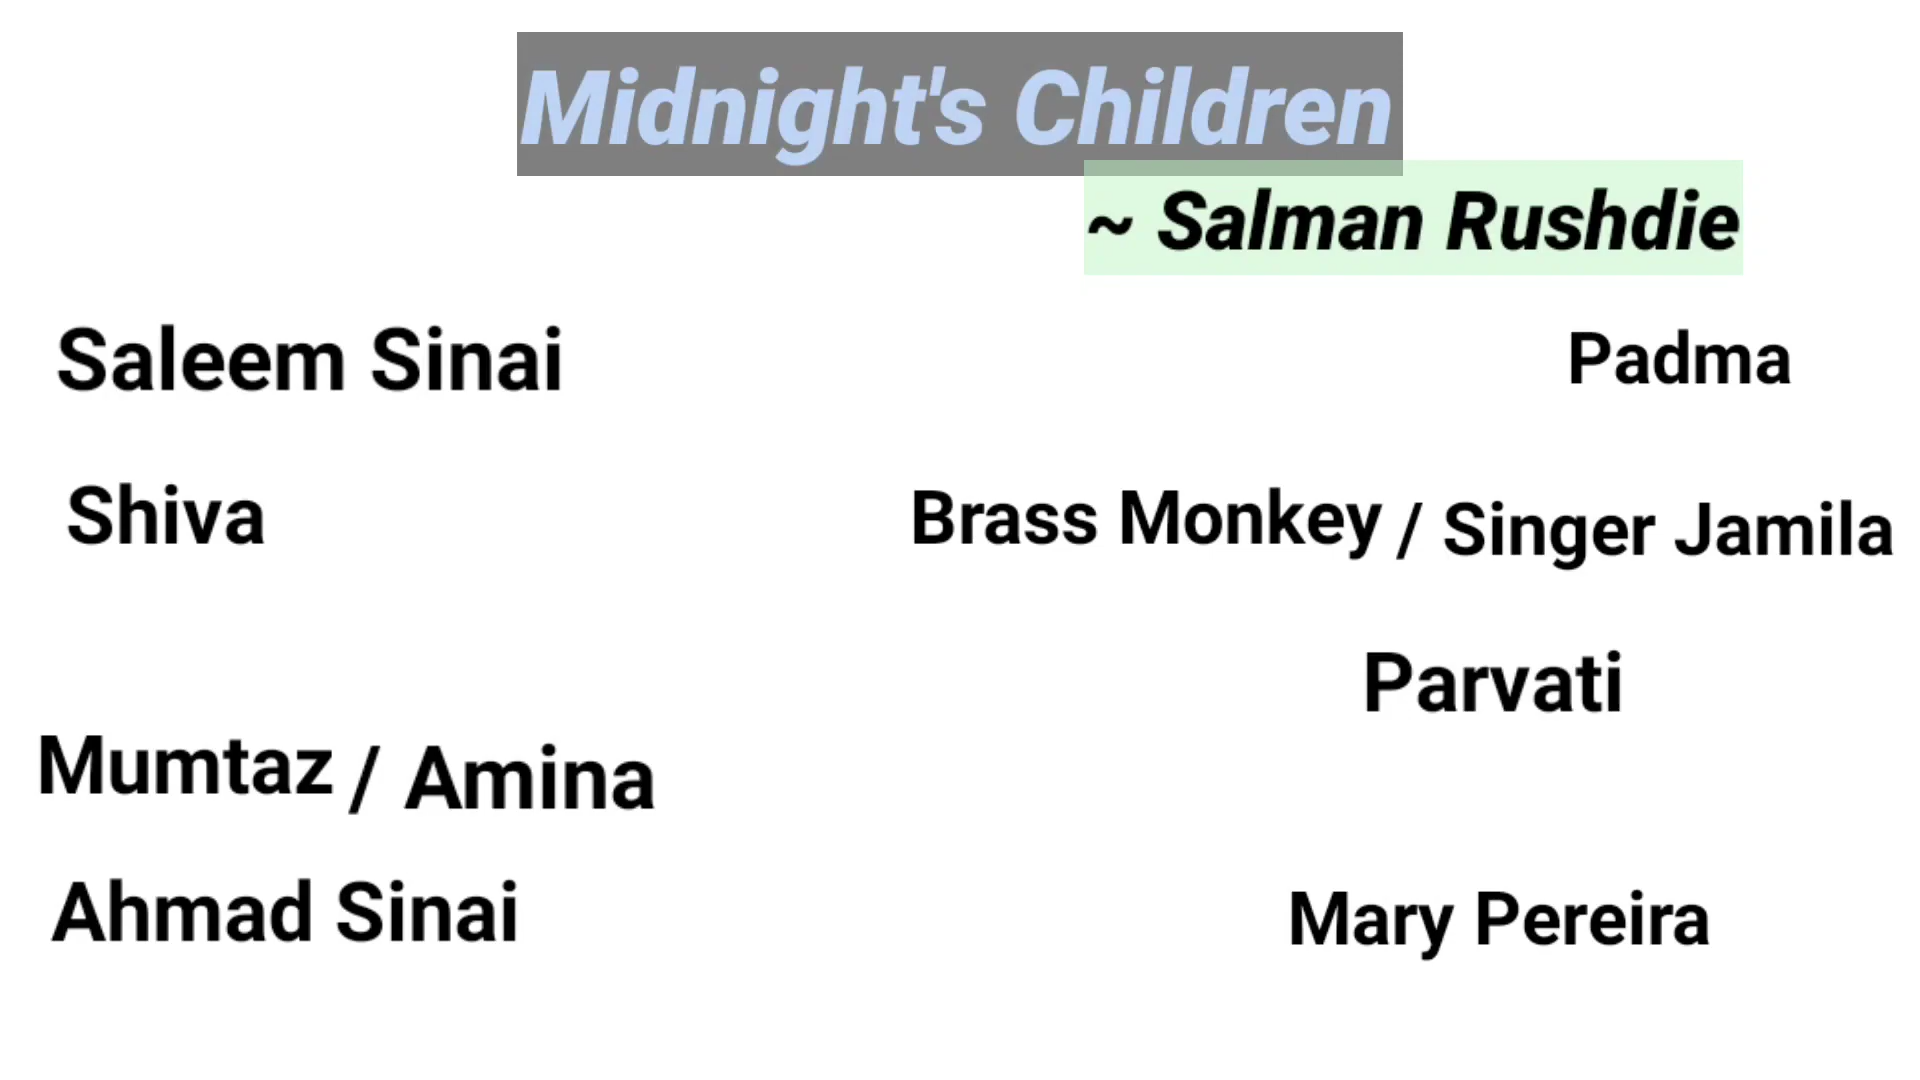 Midnight's Children
~ Salman Rushdie
Saleem Sinai
Padma
Shiva
Brass Monkey / Singer Jamila
Parvati
Mumtaz / Amina
Ahmad Sinai
Mary Pereira